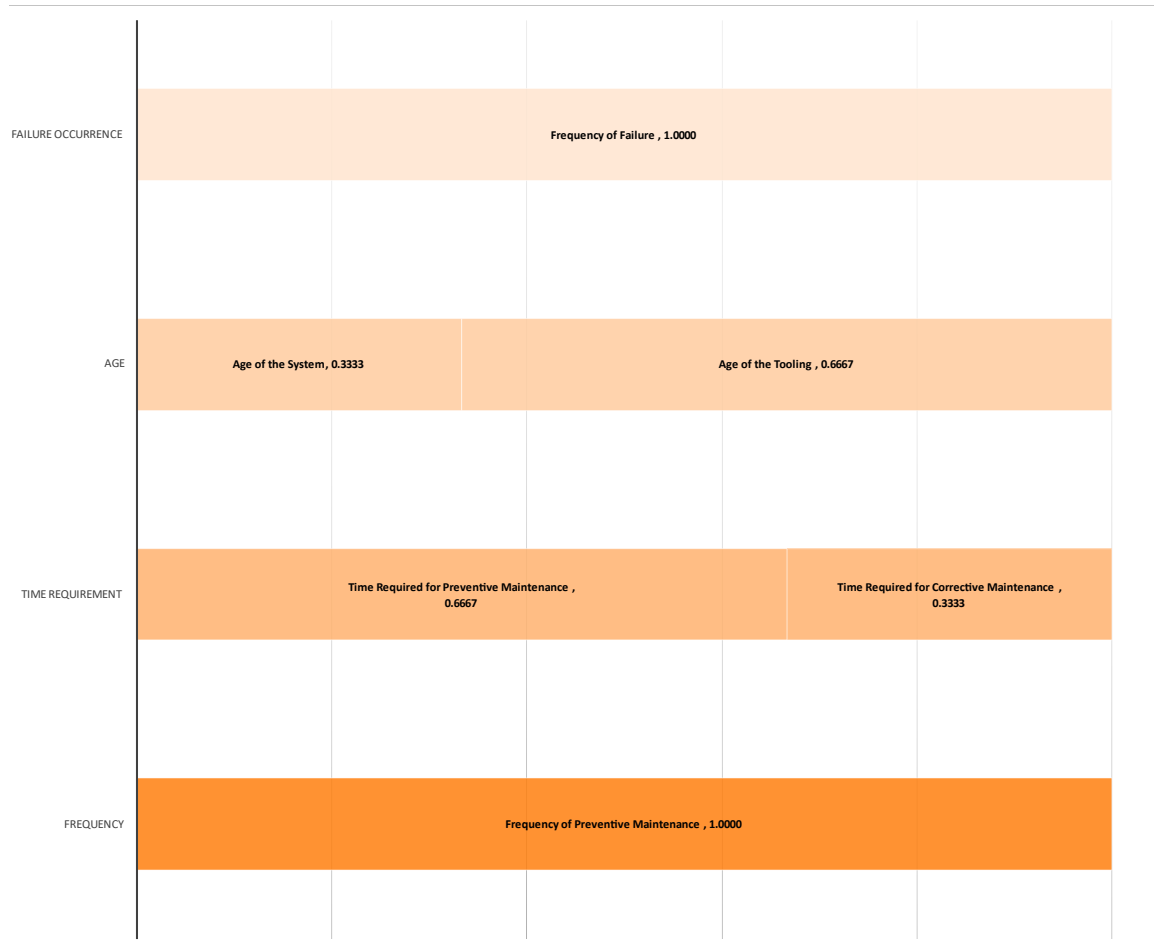 FAILURE OCCURRENCE
Frequency of Failure , 1.0000
AGE
Age of the System, 0.3333
Age of the Tooling , 0.6667
TIME REQUIREMENT
Time Required for Preventive Maintenance ,
0.6667
Time Required for Corrective Maintenance ,
0.3333
FREQUENCY
Frequency of Preventive Maintenance , 1.0000